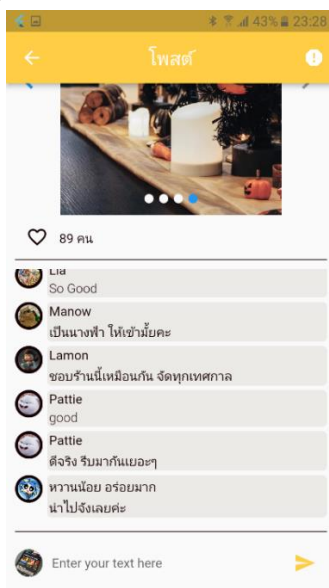 43% 23:28
โพสต์
89 คน
Lia
So Good
Manow
เป็นนางฟ้า ให้เข้ามั้ยคะ
Lamon
ชอบร้านนี้เหมือนกัน จัดทุกเทศกาล
Pattie
good
Pattie
ดีจริง รีบมากันเยอะๆ
หวานน้อย อร่อยมาก
น่าไปจังเลยค่ะ
Enter your text here